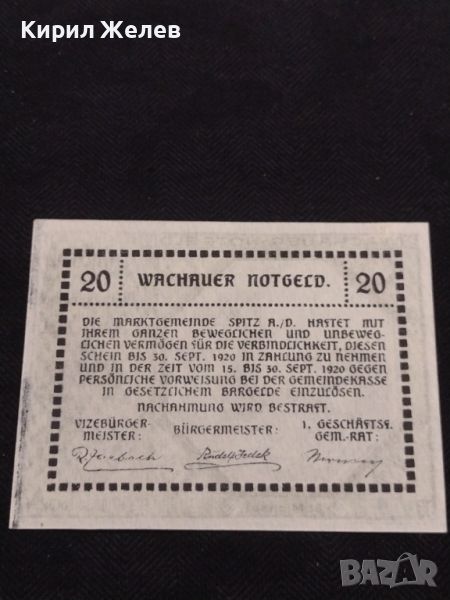 Кирил Желев
20 WACHAUER NOTGELD. 20
DIE MARKTGEMEINDE SPITZ A./D. HAFTET MIT
IHREM GANZEN BEWEGLICHEN UND UNBEWEG-
LICHEN VERMÖGEN FÜR DIE VERBINDLICHKEIT, DIESEN
SCHEIN BIS 30. SEPT. 1920 IN ZAHLUNG ZU NEHMEN
UND IN DER ZEIT VOM 15. BIS 30. SEPT. 1920 GEGEN
PERSÖNLICHE VORWEISUNG BEI DER GEMEINDEKASSE
IN GESETZLICHEM BARGELDE EINZULÖSEN.
NACHAHMUNG WIRD BESTRAFT.
VIZEBÜRGER-
MEISTER:
BÜRGERMEISTER:
1. GESCHÄFTSF.
GEM.-RAT:
BAZAR